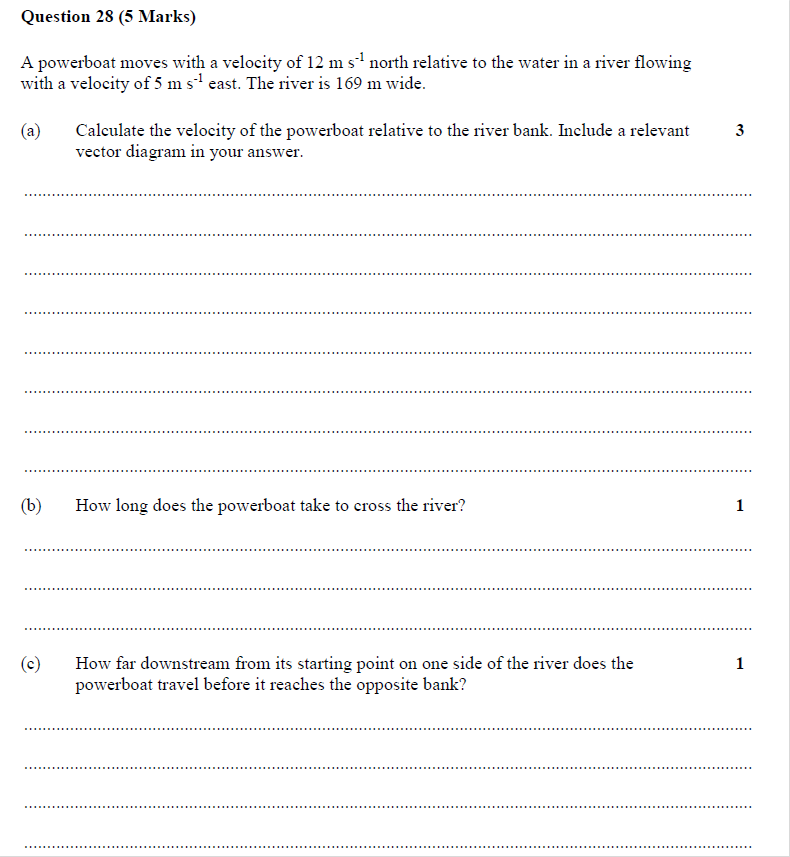 Question 28 (5 Marks)
A powerboat moves with a velocity of 12 m s⁻¹ north relative to the water in a river flowing
with a velocity of 5 m s⁻¹ east. The river is 169 m wide.
(a) Calculate the velocity of the powerboat relative to the river bank. Include a relevant 3
vector diagram in your answer.
(b) How long does the powerboat take to cross the river? 1
(c) How far downstream from its starting point on one side of the river does the 1
powerboat travel before it reaches the opposite bank?